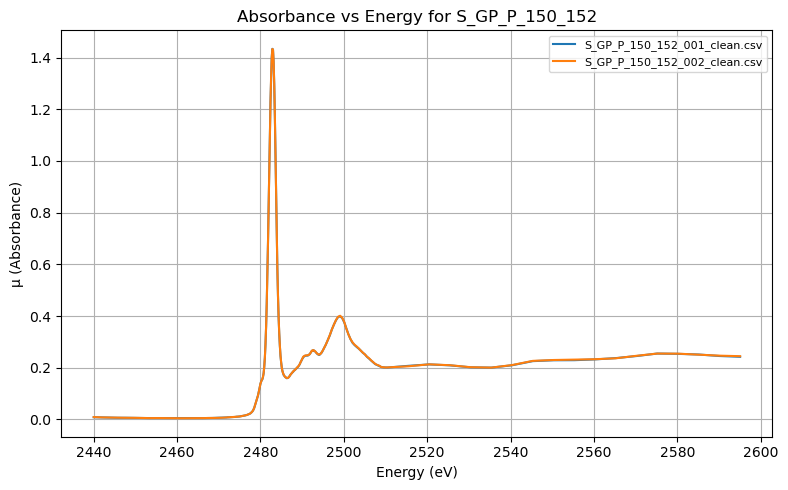 Absorbance vs Energy for S_GP_P_150_152
S_GP_P_150_152_001_clean.csv
S_GP_P_150_152_002_clean.csv
μ (Absorbance)
1.4
1.2
1.0
0.8
0.6
0.4
0.2
0.0
2440 2460 2480 2500 2520 2540 2560 2580 2600
Energy (eV)